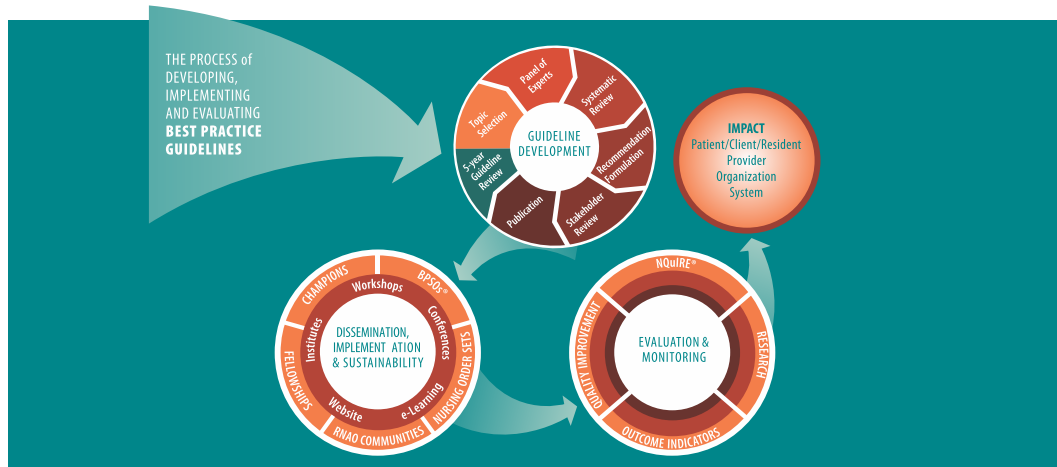 THE PROCESS of
DEVELOPING,
IMPLEMENTING
AND EVALUATING
BEST PRACTICE
GUIDELINES
GUIDELINE
DEVELOPMENT
Topic
Selection
Panel of
Experts
Systematic
Review
Recommendation
Formulation
Stakeholder
Review
Publication
5-year
Guideline
Review
IMPACT
Patient/Client/Resident
Provider
Organization
System
DISSEMINATION,
IMPLEMENT ATION
& SUSTAINABILITY
Workshops
Conferences
e-Learning
Website
Institutes
CHAMPIONS
BPSOs®
NURSING ORDER SETS
RNAO COMMUNITIES
FELLOWSHIPS
EVALUATION &
MONITORING
NQuIRE®
RESEARCH
OUTCOME INDICATORS
QUALITY IMPROVEMENT